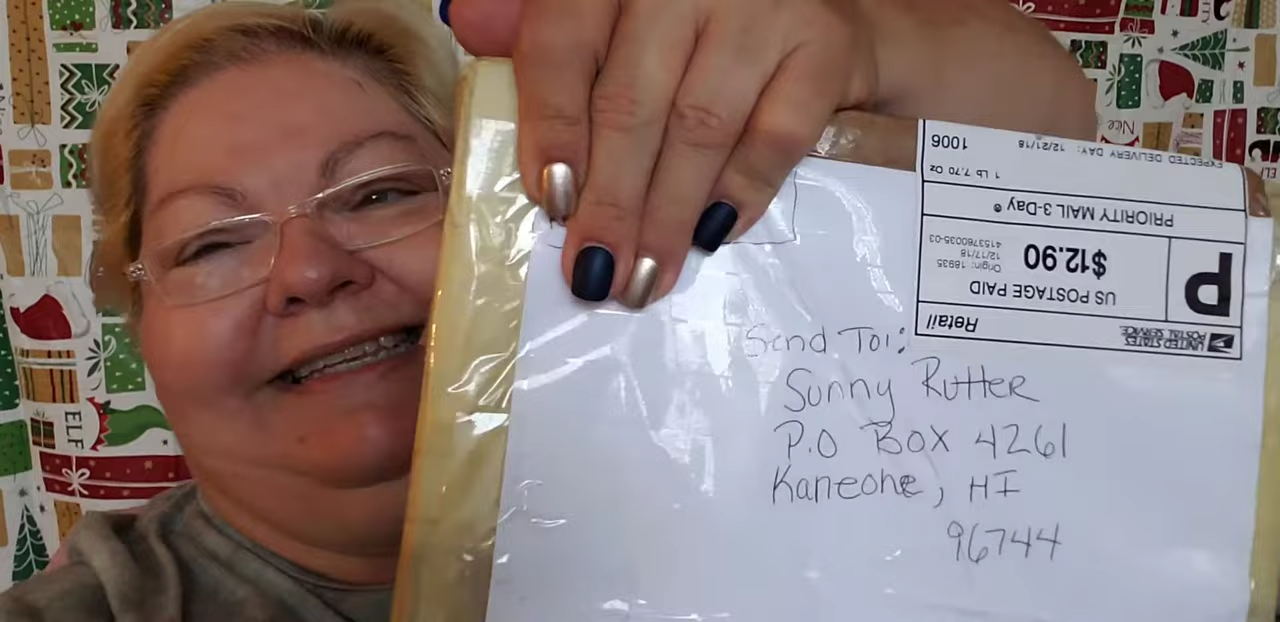 Send To:
Sunny Rutter
P.O Box 4261
Kaneohe, HI
96744
UNITED STATES
POSTAL SERVICE
Retail
P
US POSTAGE PAID
$12.90
Origin: 18935
12/17/18
4153760035-03
PRIORITY MAIL 3-Day®
1 Lb 7.70 Oz
1006
EXPECTED DELIVERY DAY: 12/21/18
ELF
Nice